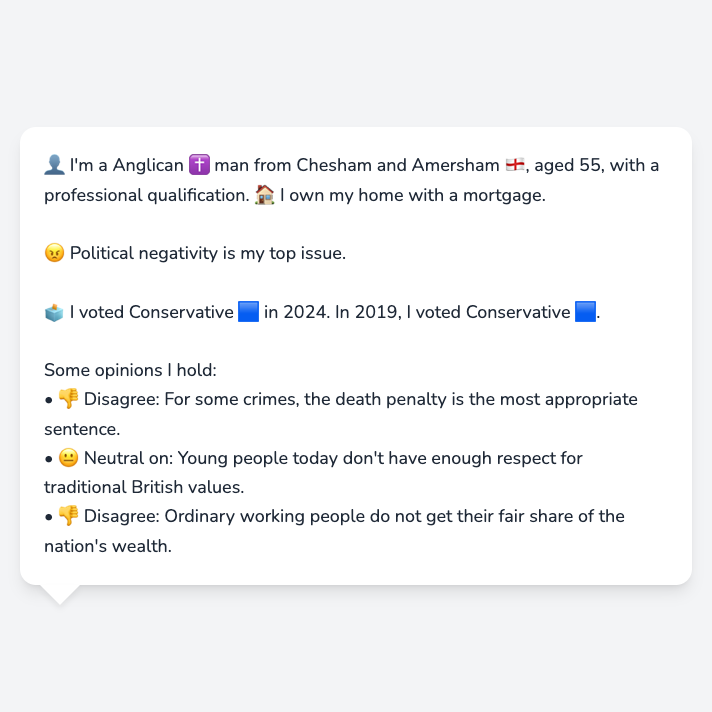 👤 I'm a Anglican ✝️ man from Chesham and Amersham 🏴󠁧󠁢󠁥󠁮󠁧󠁿, aged 55, with a
professional qualification. 🏠 I own my home with a mortgage.
😠 Political negativity is my top issue.
🗳️ I voted Conservative 🟦 in 2024. In 2019, I voted Conservative 🟦.
Some opinions I hold:
• 👎 Disagree: For some crimes, the death penalty is the most appropriate
sentence.
• 😐 Neutral on: Young people today don't have enough respect for
traditional British values.
• 👎 Disagree: Ordinary working people do not get their fair share of the
nation's wealth.